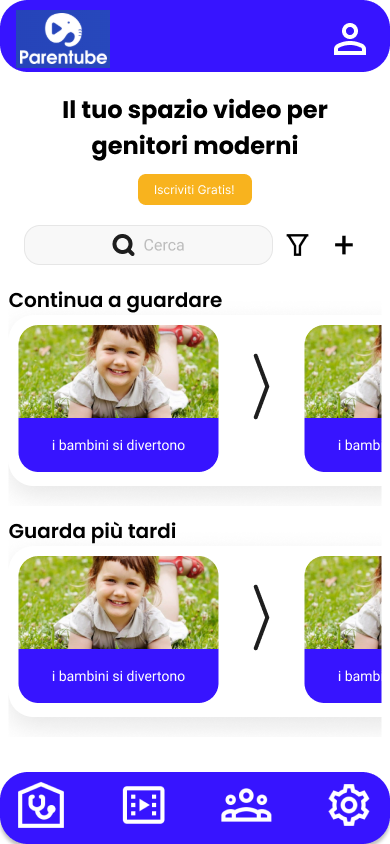 Parentube
Il tuo spazio video per
genitori moderni
Iscriviti Gratis!
Cerca
Continua a guardare
i bambini si divertono
i bamb
Guarda più tardi
i bambini si divertono
i bamb